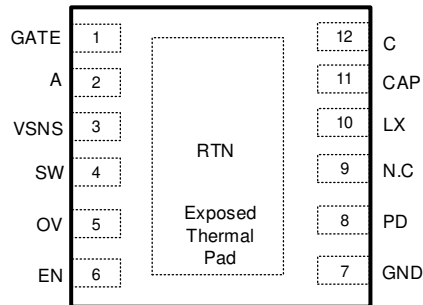 GATE 1
A 2
VSNS 3
SW 4
OV 5
EN 6
RTN
Exposed
Thermal
Pad
12 C
11 CAP
10 LX
9 N.C
8 PD
7 GND